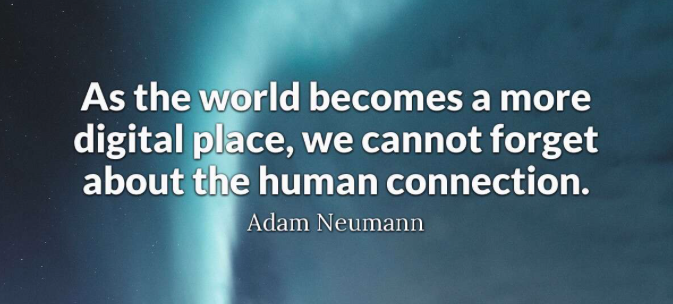 As the world becomes a more
digital place, we cannot forget
about the human connection.
Adam Neumann